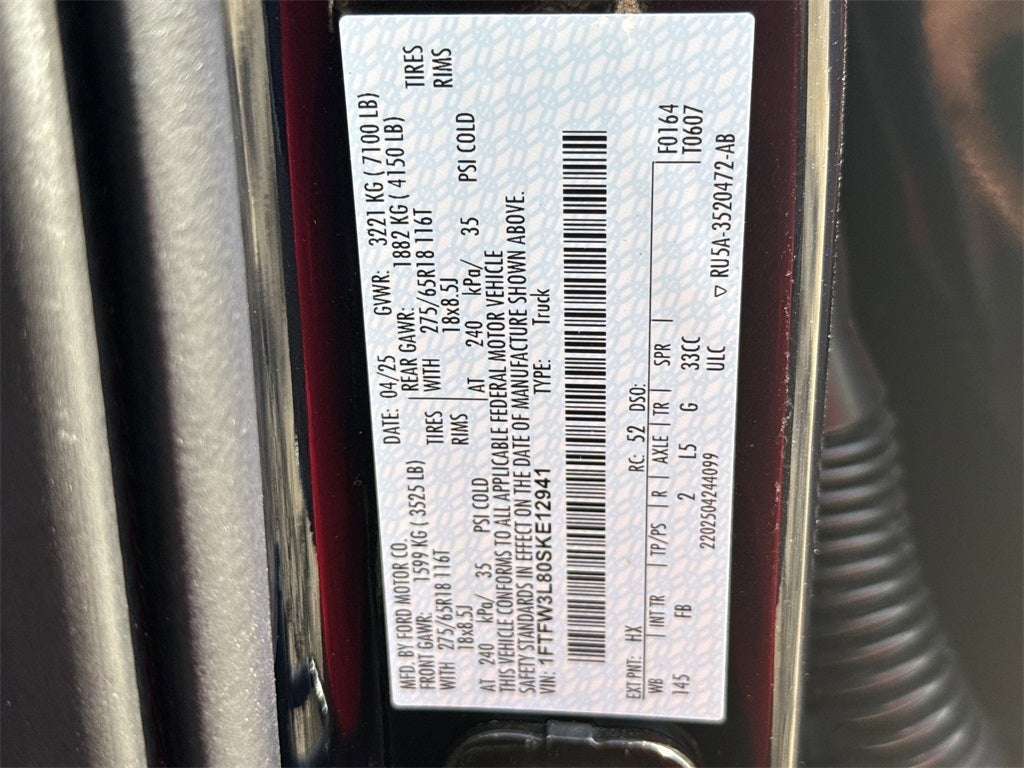 MFD. BY FORD MOTOR CO. DATE: 04/25 GVWR: 3221 KG ( 7100 LB)
FRONT GAWR: 1599 KG ( 3525 LB) REAR GAWR: 1882 KG ( 4150 LB)
WITH 275/65R18 116T TIRES WITH 275/65R18 116T TIRES
18x8.5J RIMS 18x8.5J RIMS
AT 240 kPa/ 35 PSI COLD AT 240 kPa/ 35 PSI COLD
THIS VEHICLE CONFORMS TO ALL APPLICABLE FEDERAL MOTOR VEHICLE
SAFETY STANDARDS IN EFFECT ON THE DATE OF MANUFACTURE SHOWN ABOVE.
VIN: 1FTFW3L80SKE12941 TYPE: Truck
EXT PNT: HX RC: 52 DSO: F0164
WB | INT TR | TP/PS | R | AXLE | TR | SPR | T0607
145 FB 2 L5 G 33CC
ULC
2202504244099 ▽ RU5A-3520472-AB